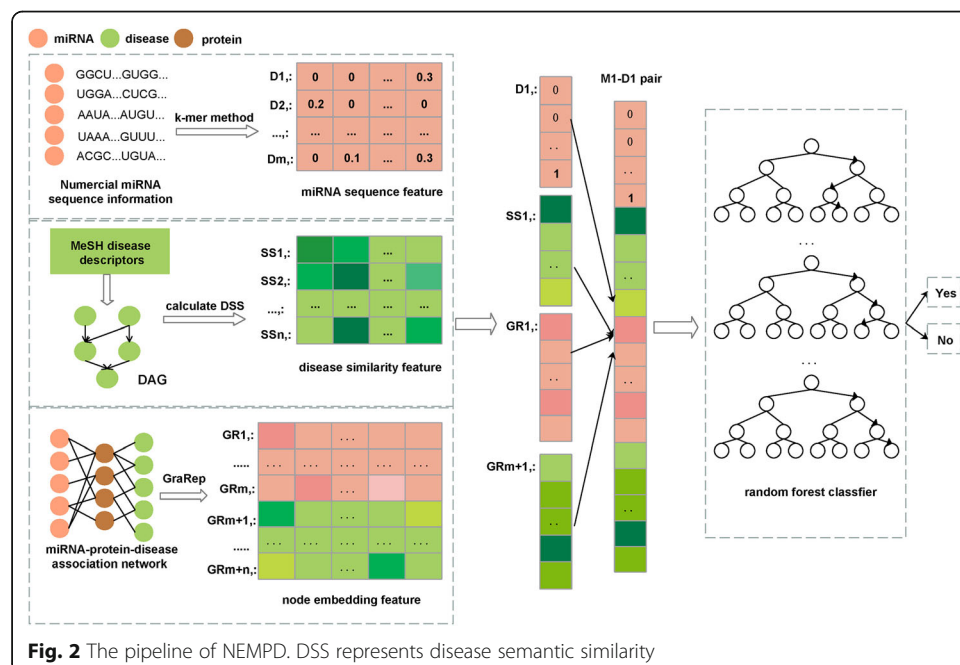 miRNA disease protein
GGCU...GUGG...
UGGA...CUCG...
AAUA...AUGU...
UAAA...GUUU...
ACGC...UGUA...
Numercial miRNA
sequence information
k-mer method
D1,: 0 0 ... 0.3
D2,: 0.2 0 ... 0
...,: ... ... ... ...
Dm,: 0 0.1 ... 0.3
miRNA sequence feature
MeSH disease
descriptors
DAG
calculate DSS
SS1,: ...
SS2,: ...
...,: ... ... ... ...
SSn,: ...
disease similarity feature
miRNA-protein-disease
association network
GraRep
GR1,: ...
..... ... ... ... ... ...
GRm,: ...
GRm+1,: ...
..... ... ... ... ... ...
GRm+n,: ...
node embedding feature
D1,:
0
0
..
1
SS1,:
..
GR1,:
..
GRm+1,:
..
M1-D1 pair
0
0
..
1
..
..
..
...
...
random forest classfier
Yes
No
Fig. 2 The pipeline of NEMPD. DSS represents disease semantic similarity